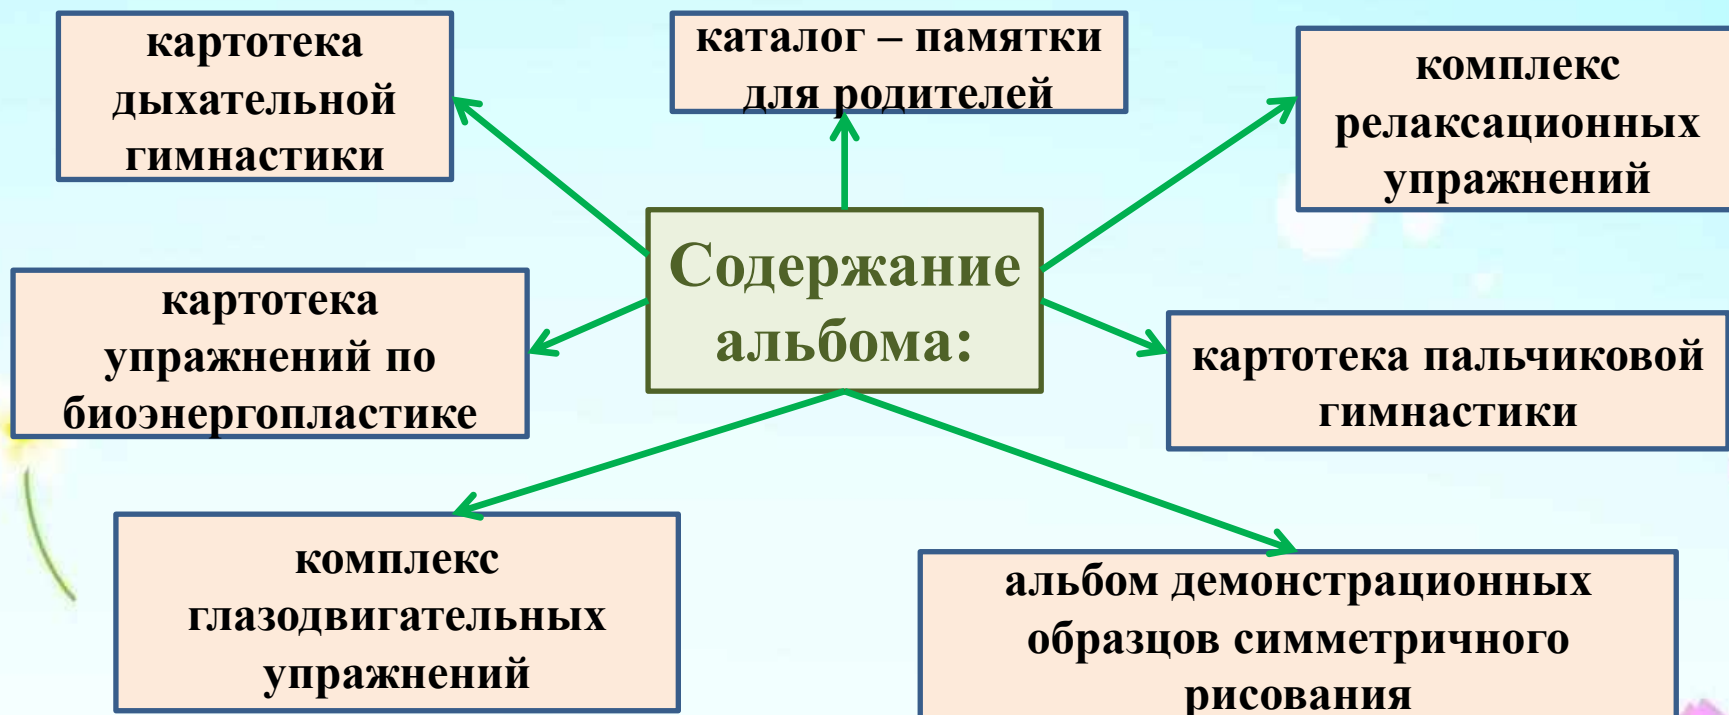 картотека
дыхательной
гимнастики
каталог – памятки
для родителей
комплекс
релаксационных
упражнений
Содержание
альбома:
картотека
упражнений по
биоэнергопластике
картотека пальчиковой
гимнастики
комплекс
глазодвигательных
упражнений
альбом демонстрационных
образцов симметричного
рисования